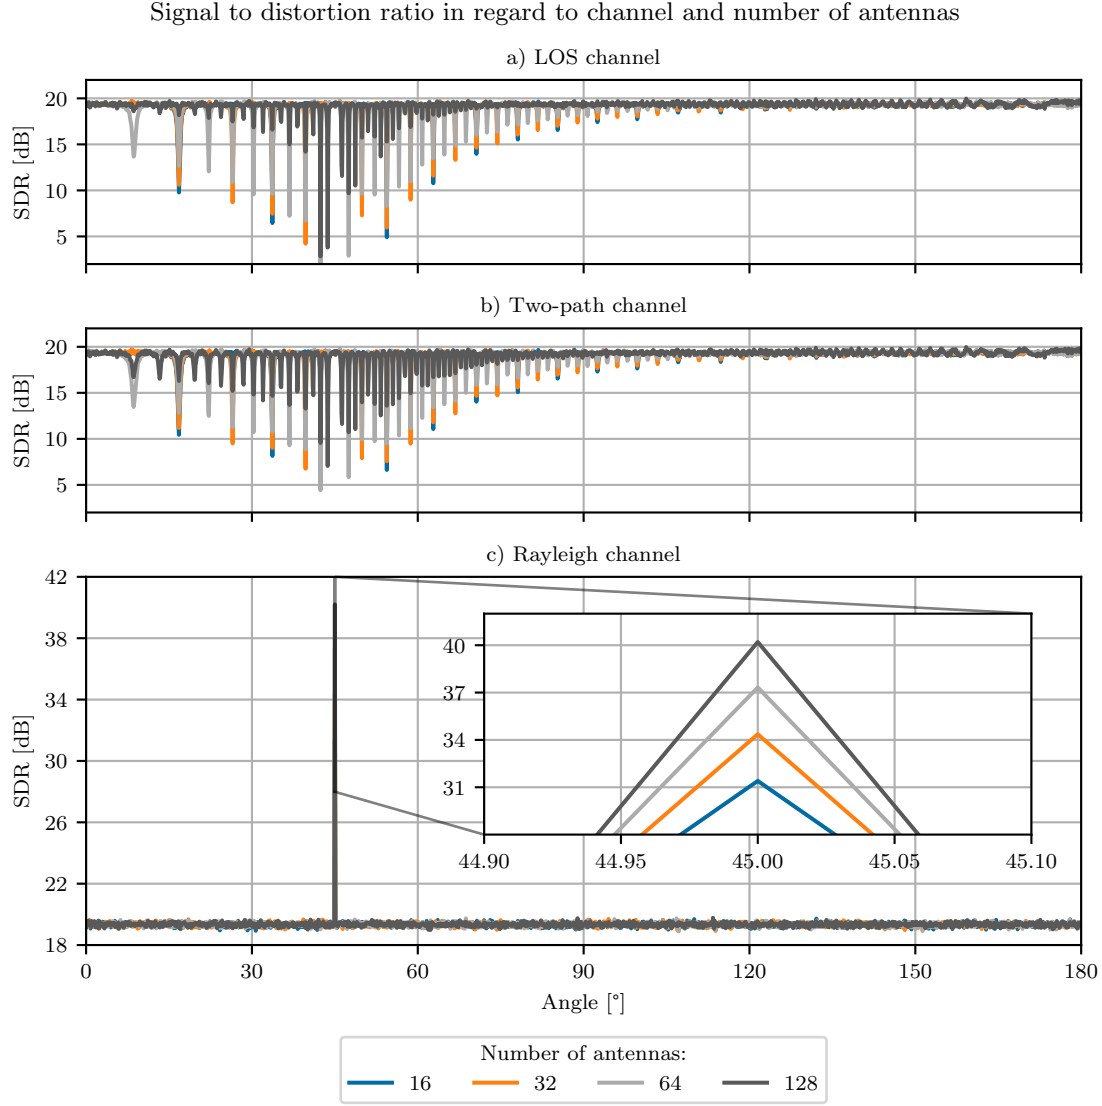 Signal to distortion ratio in regard to channel and number of antennas
a) LOS channel
20
15
10
5
SDR [dB]
b) Two-path channel
20
15
10
5
SDR [dB]
c) Rayleigh channel
42
38
34
30
26
22
18
SDR [dB]
40
37
34
31
44.90 44.95 45.00 45.05 45.10
0 30 60 90 120 150 180
Angle [°]
Number of antennas:
16 32 64 128